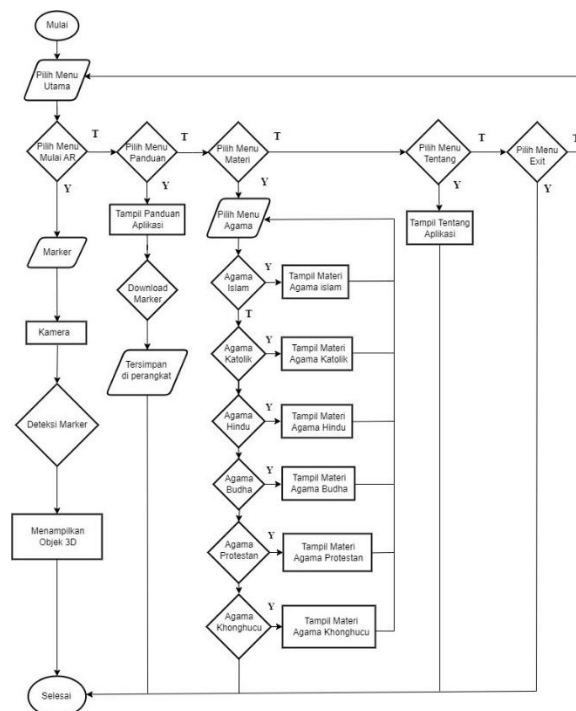 Mulai
Pilih Menu
Utama
Pilih Menu
Mulai AR
T
Y
Pilih Menu
Panduan
T
Y
Pilih Menu
Materi
T
Y
Pilih Menu
Tentang
T
Y
Pilih Menu
Exit
T
Y
Marker
Kamera
Deteksi Marker
Menampilkan
Objek 3D
Tampil Panduan
Aplikasi
Download
Marker
Tersimpan
di perangkat
Pilih Menu
Agama
Agama
Islam
Y
T
Tampil Materi
Agama islam
Agama
Katolik
Y
Tampil Materi
Agama Katolik
Agama
Hindu
Y
Tampil Materi
Agama Hindu
Agama
Budha
Y
Tampil Materi
Agama Budha
Agama
Protestan
Y
Tampil Materi
Agama Protestan
Agama
Khonghucu
Y
Tampil Materi
Agama Khonghucu
Tampil Tentang
Aplikasi
Selesai